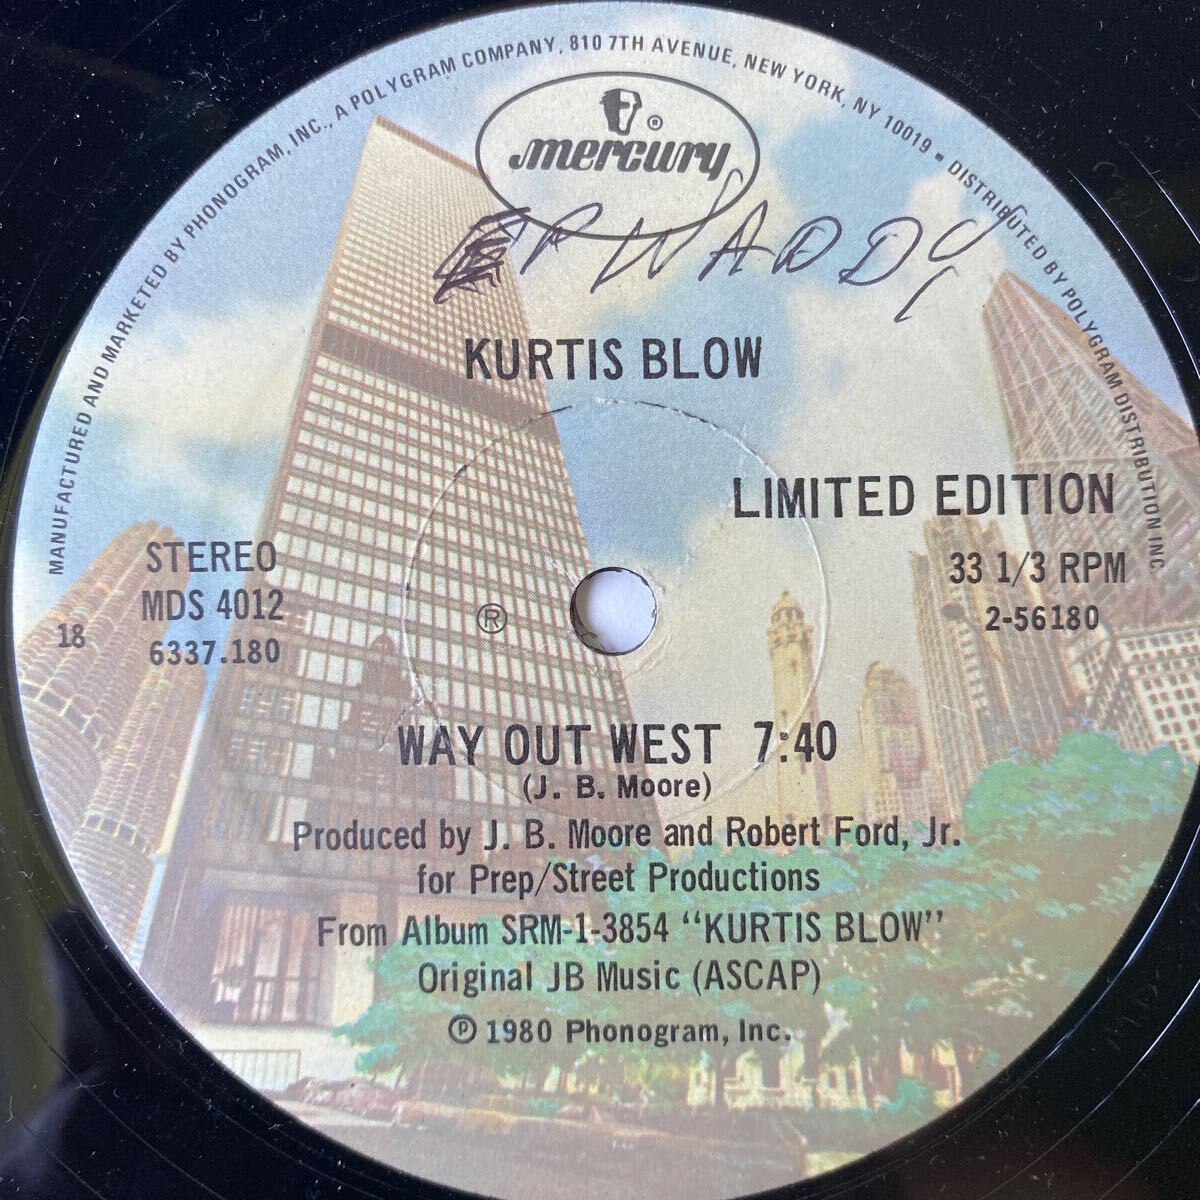 MANUFACTURED AND MARKETED BY PHONOGRAM, INC., A POLYGRAM COMPANY, 810 7TH AVENUE, NEW YORK, NY 10019 • DISTRIBUTED BY POLYGRAM DISTRIBUTION INC.
®
mercury
WADDY
KURTIS BLOW
LIMITED EDITION
STEREO
MDS 4012
18
6337.180
33 1/3 RPM
2-56180
®
WAY OUT WEST 7:40
(J. B. Moore)
Produced by J. B. Moore and Robert Ford, Jr.
for Prep/Street Productions
From Album SRM-1-3854 “KURTIS BLOW”
Original JB Music (ASCAP)
℗ 1980 Phonogram, Inc.